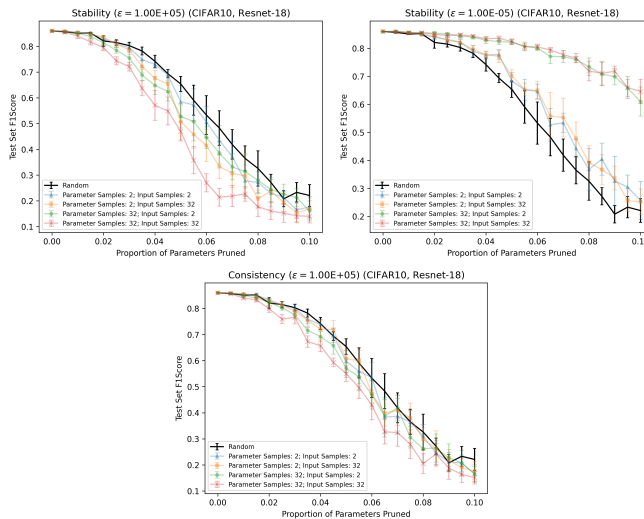 Stability (ε = 1.00E+05) (CIFAR10, Resnet-18)
Test Set F1Score
0.8
0.7
0.6
0.5
0.4
0.3
0.2
0.1
Random
Parameter Samples: 2; Input Samples: 2
Parameter Samples: 2; Input Samples: 32
Parameter Samples: 32; Input Samples: 2
Parameter Samples: 32; Input Samples: 32
0.00 0.02 0.04 0.06 0.08 0.10
Proportion of Parameters Pruned
Stability (ε = 1.00E-05) (CIFAR10, Resnet-18)
Test Set F1Score
0.8
0.7
0.6
0.5
0.4
0.3
0.2
Random
Parameter Samples: 2; Input Samples: 2
Parameter Samples: 2; Input Samples: 32
Parameter Samples: 32; Input Samples: 2
Parameter Samples: 32; Input Samples: 32
0.00 0.02 0.04 0.06 0.08 0.10
Proportion of Parameters Pruned
Consistency (ε = 1.00E+05) (CIFAR10, Resnet-18)
Test Set F1Score
0.8
0.7
0.6
0.5
0.4
0.3
0.2
0.1
Random
Parameter Samples: 2; Input Samples: 2
Parameter Samples: 2; Input Samples: 32
Parameter Samples: 32; Input Samples: 2
Parameter Samples: 32; Input Samples: 32
0.00 0.02 0.04 0.06 0.08 0.10
Proportion of Parameters Pruned